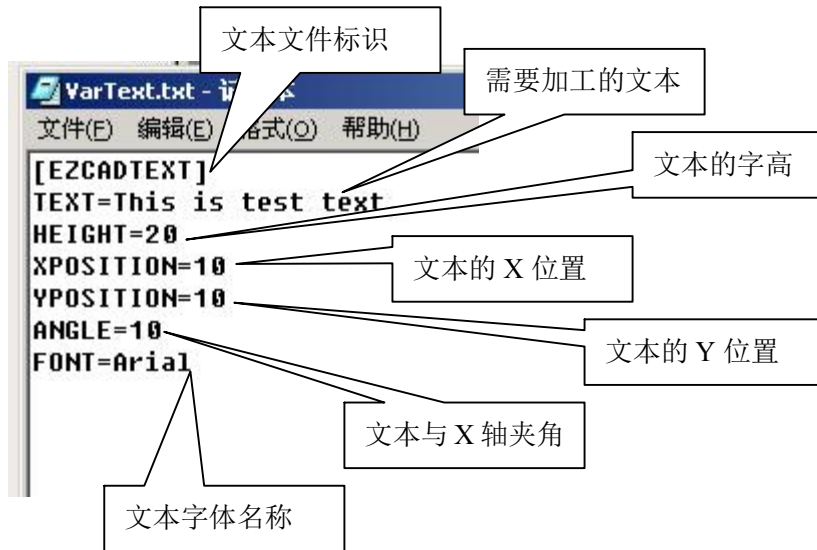 文本文件标识
需要加工的文本
VarText.txt -
文件(F) 编辑(E) 格式(O) 帮助(H)
[EZCADTEXT]
文本的字高
TEXT=This is test text
HEIGHT=20
XPOSITION=10
文本的 X 位置
YPOSITION=10
ANGLE=10
文本的 Y 位置
FONT=Arial
文本与 X 轴夹角
文本字体名称